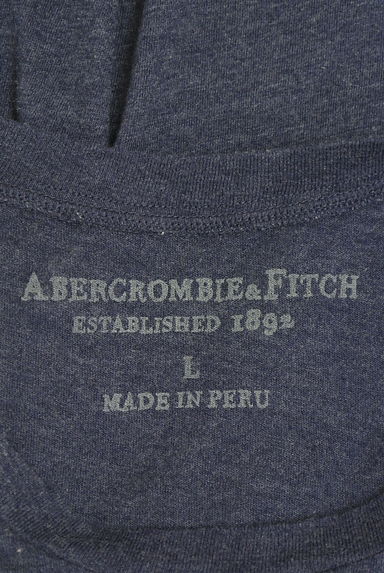 ABERCROMBIE & FITCH
ESTABLISHED 1892
L
MADE IN PERU